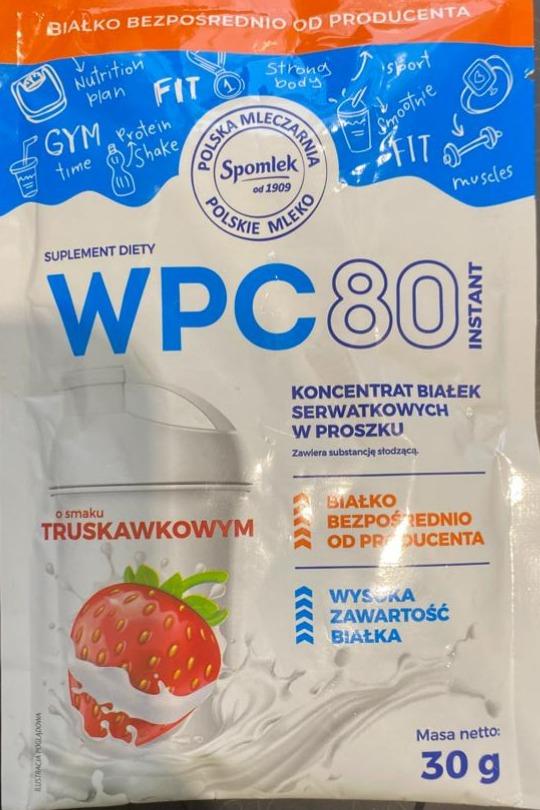 BIAŁKO BEZPOŚREDNIO OD PRODUCENTA
Nutrition
plan
FIT
Strong
body
sport
Smoothie
GYM
time
Protein
Shake
FIT
muscles
POLSKA MLECZARNIA
Spomlek
od 1909
POLSKIE MLEKO
SUPLEMENT DIETY
WPC80
INSTANT
KONCENTRAT BIAŁEK
SERWATKOWYCH
W PROSZKU
Zawiera substancję słodzącą.
o smaku
TRUSKAWKOWYM
BIAŁKO
BEZPOŚREDNIO
OD PRODUCENTA
WYSOKA
ZAWARTOŚĆ
BIAŁKA
ILUSTRACJA POGLĄDOWA
Masa netto:
30 g